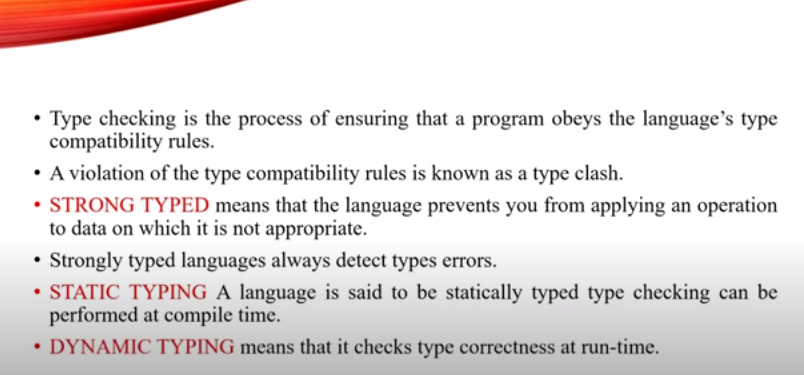 • Type checking is the process of ensuring that a program obeys the language's type
compatibility rules.
• A violation of the type compatibility rules is known as a type clash.
• STRONG TYPED means that the language prevents you from applying an operation
to data on which it is not appropriate.
• Strongly typed languages always detect types errors.
• STATIC TYPING A language is said to be statically typed type checking can be
performed at compile time.
• DYNAMIC TYPING means that it checks type correctness at run-time.